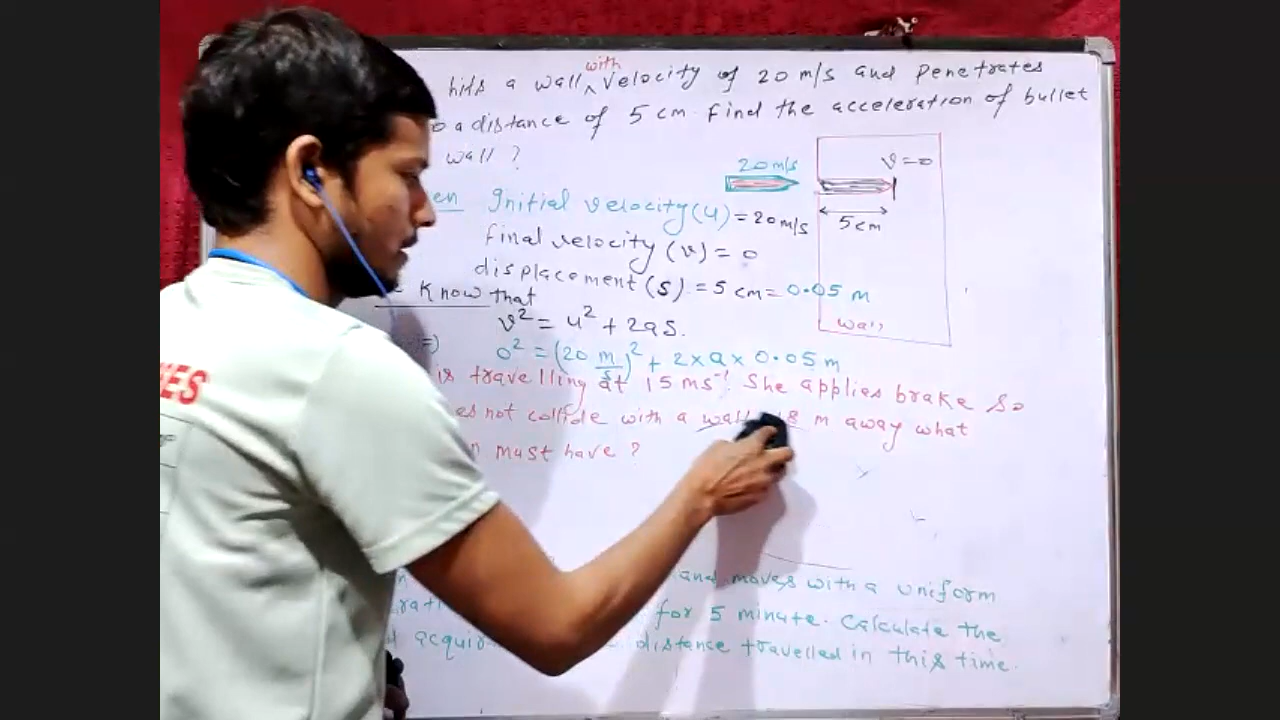 hits a wall with velocity of 20 m/s and penetrates
a distance of 5 cm. Find the acceleration of bullet
wall ?
20 m/s
v=0
5 cm
Initial velocity (u) = 20 m/s
final velocity (v) = 0
displacement (s) = 5 cm = 0.05 m
know that
wall
v² = u² + 2as.
=) 0² = (20 m/s)² + 2 × a × 0.05 m
is travelling at 15 ms⁻¹. She applies brake so
not collide with a wall 18 m away what
must have ?
and moves with a uniform
for 5 minute. Calculate the
distance travelled in this time.